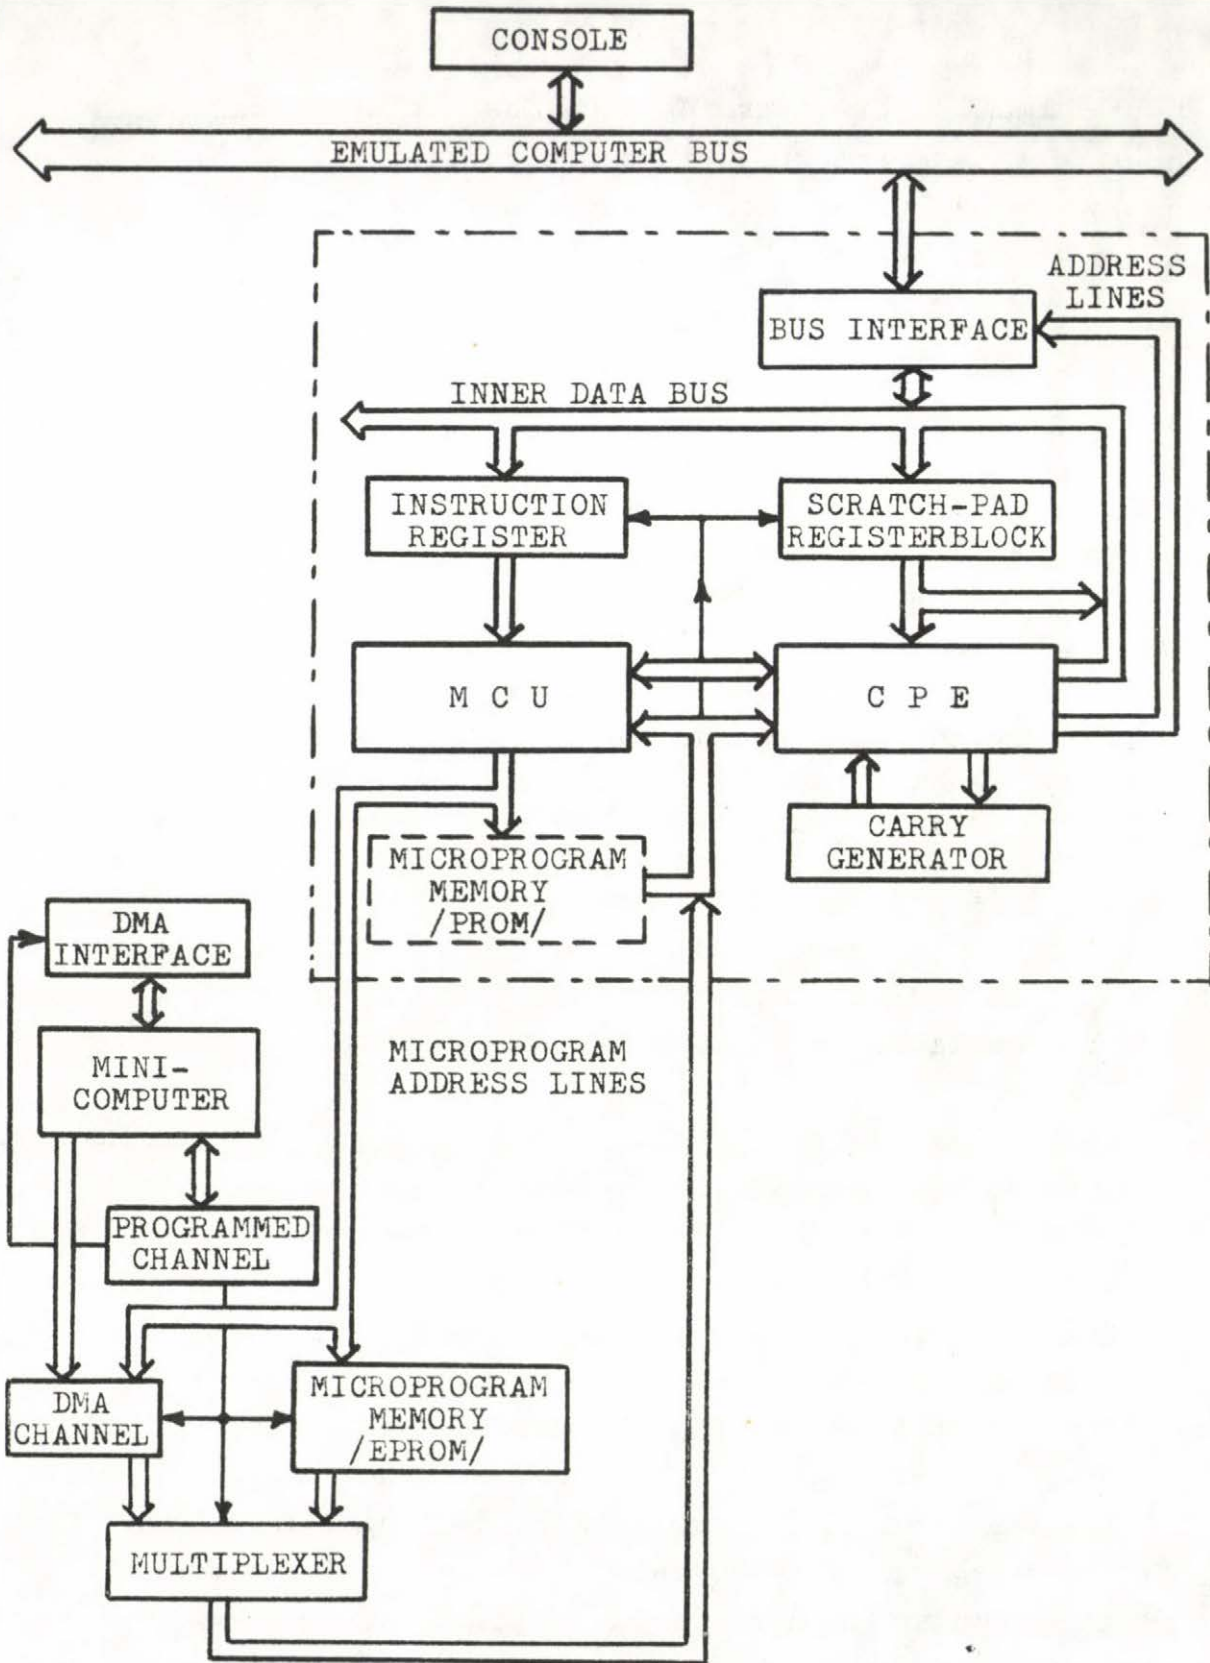 CONSOLE
EMULATED COMPUTER BUS
ADDRESS
LINES
BUS INTERFACE
INNER DATA BUS
INSTRUCTION
REGISTER
SCRATCH-PAD
REGISTERBLOCK
M C U
C P E
CARRY
GENERATOR
MICROPROGRAM
MEMORY
/PROM/
DMA
INTERFACE
MINI-
COMPUTER
MICROPROGRAM
ADDRESS LINES
PROGRAMMED
CHANNEL
DMA
CHANNEL
MICROPROGRAM
MEMORY
/EPROM/
MULTIPLEXER